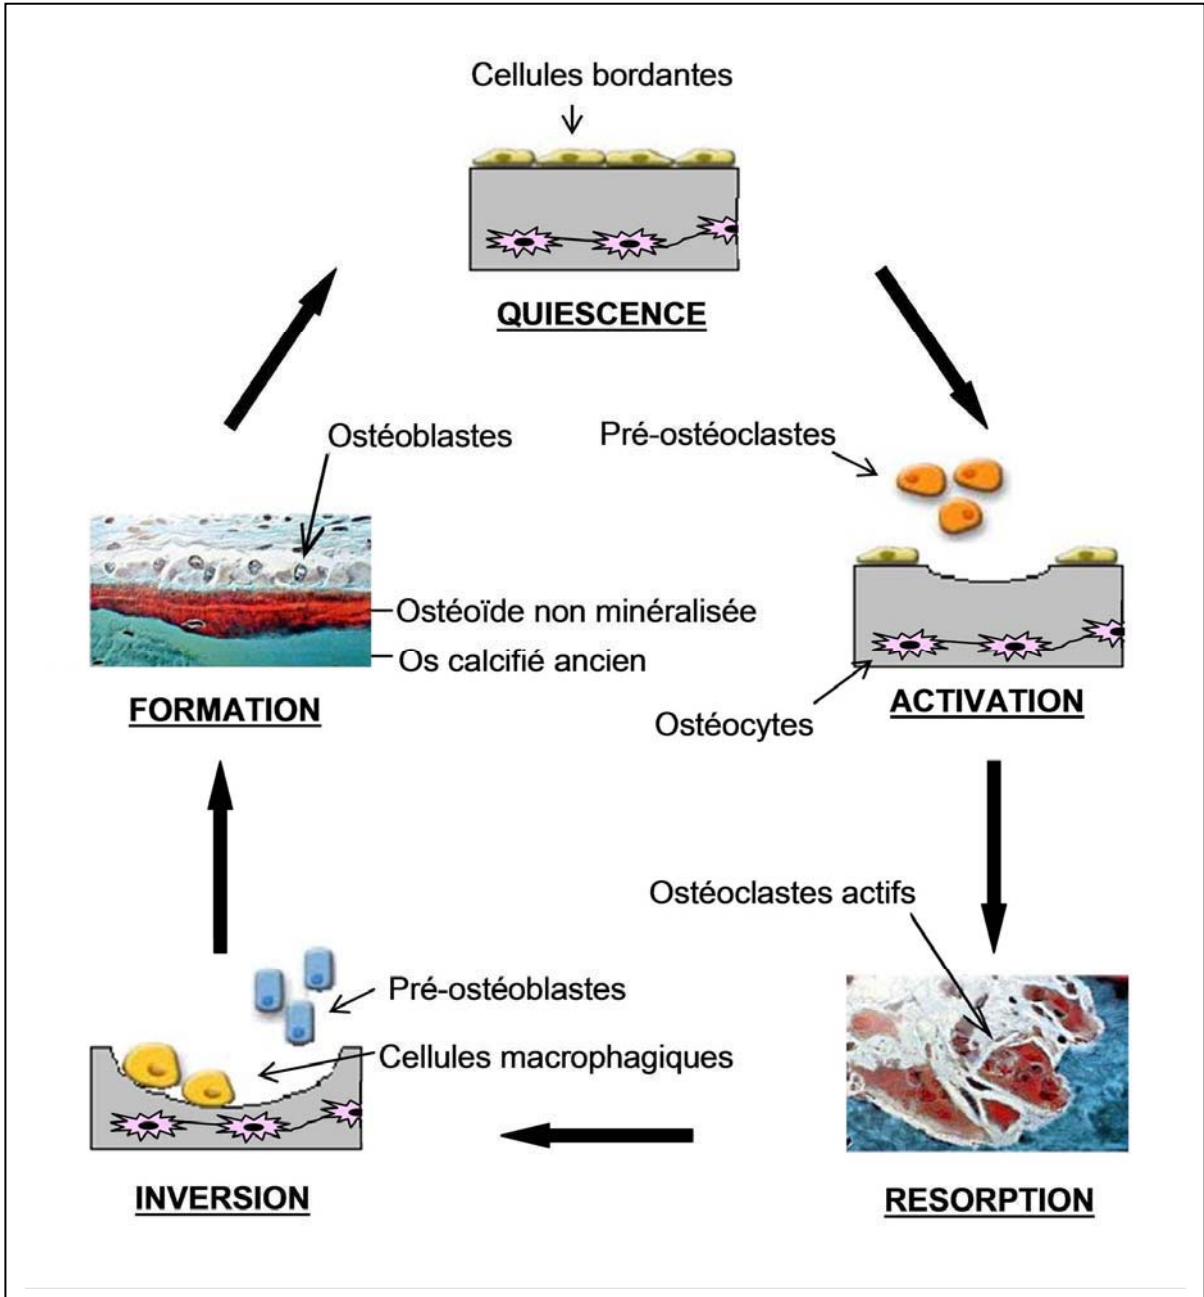 Cellules bordantes
QUIESCENCE
Pré-ostéoclastes
Ostéocytes
ACTIVATION
Ostéoclastes actifs
RESORPTION
Pré-ostéoblastes
Cellules macrophagiques
INVERSION
Ostéoblastes
Ostéoïde non minéralisée
Os calcifié ancien
FORMATION